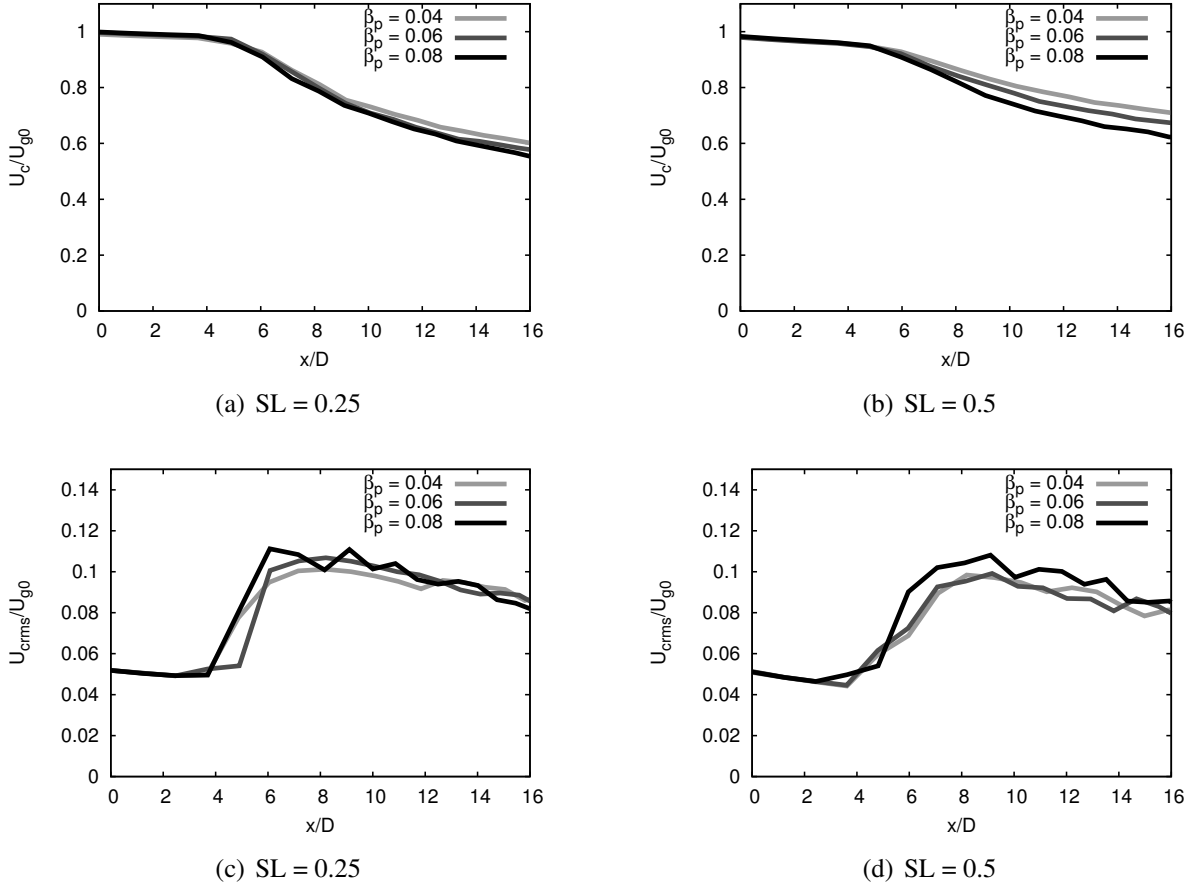 β_p = 0.04
β_p = 0.06
β_p = 0.08
U_c/U_g0
1
0.8
0.6
0.4
0.2
0
0 2 4 6 8 10 12 14 16
x/D
(a) SL = 0.25
β_p = 0.04
β_p = 0.06
β_p = 0.08
U_c/U_g0
1
0.8
0.6
0.4
0.2
0
0 2 4 6 8 10 12 14 16
x/D
(b) SL = 0.5
β_p = 0.04
β_p = 0.06
β_p = 0.08
U_crms/U_g0
0.14
0.12
0.1
0.08
0.06
0.04
0.02
0
0 2 4 6 8 10 12 14 16
x/D
(c) SL = 0.25
β_p = 0.04
β_p = 0.06
β_p = 0.08
U_crms/U_g0
0.14
0.12
0.1
0.08
0.06
0.04
0.02
0
0 2 4 6 8 10 12 14 16
x/D
(d) SL = 0.5